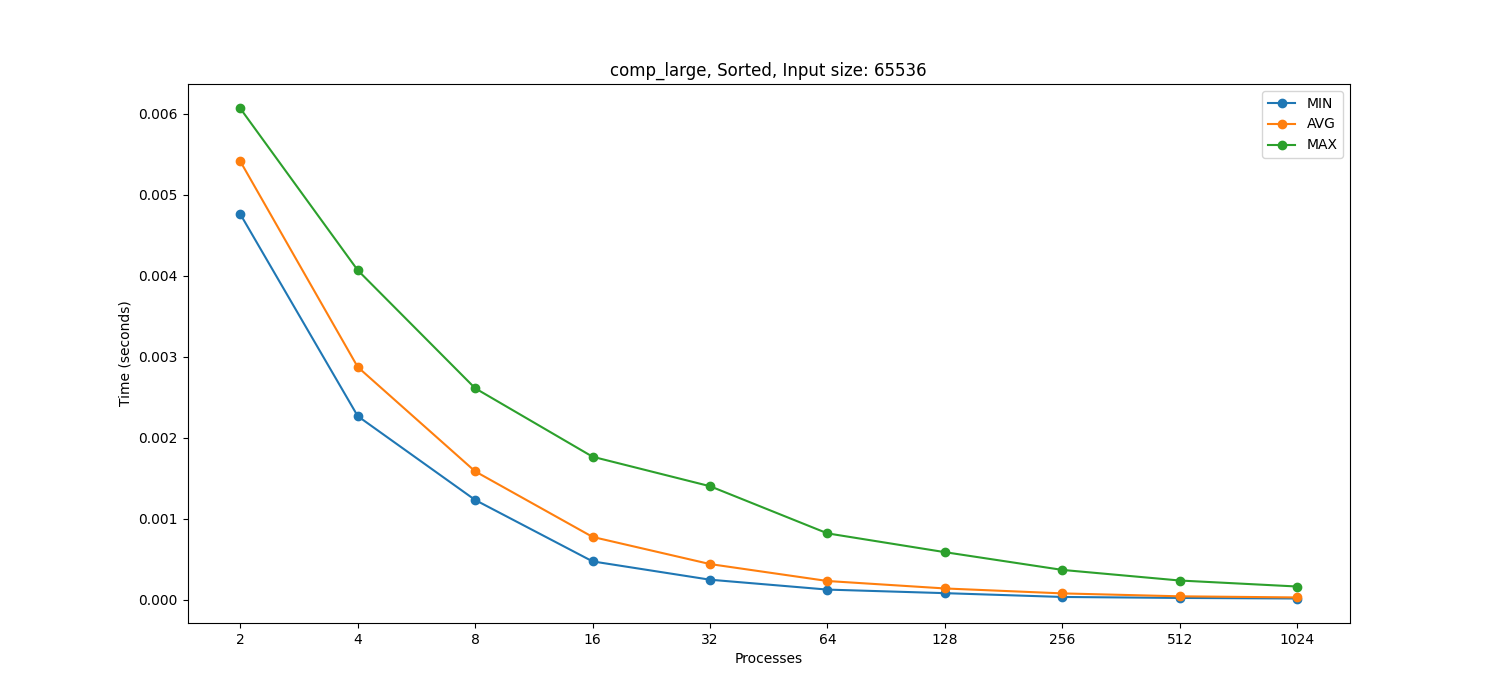 comp_large, Sorted, Input size: 65536
MIN
AVG
MAX
0.006
0.005
0.004
0.003
0.002
0.001
0.000
Time (seconds)
2 4 8 16 32 64 128 256 512 1024
Processes